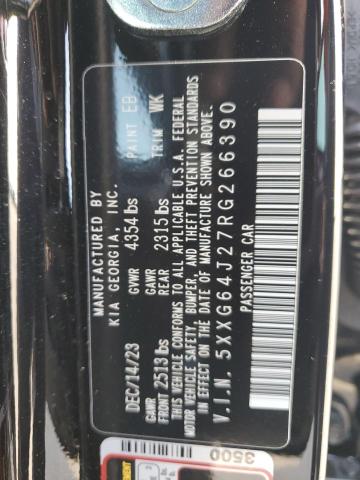 MANUFACTURED BY
KIA GEORGIA, INC.
PAINT EB
DEC/14/23 GVWR 4354 lbs
TRIM WK
GAWR GAWR
FRONT 2513 lbs REAR 2315 lbs
THIS VEHICLE CONFORMS TO ALL APPLICABLE U.S.A. FEDERAL
MOTOR VEHICLE SAFETY, BUMPER, AND THEFT PREVENTION STANDARDS
IN EFFECT ON THE DATE OF MANUFACTURE SHOWN ABOVE.
V.I.N. 5XXG64J27RG266390
PASSENGER CAR
3500